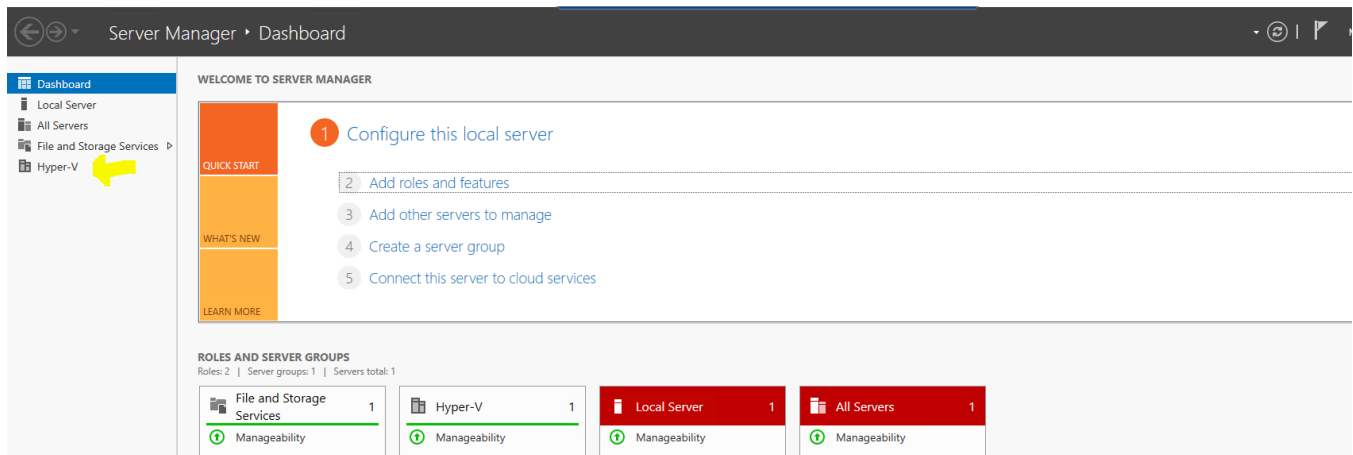 Server Manager ‣ Dashboard
Dashboard
Local Server
All Servers
File and Storage Services
Hyper-V
WELCOME TO SERVER MANAGER
QUICK START
WHAT'S NEW
LEARN MORE
1 Configure this local server
2 Add roles and features
3 Add other servers to manage
4 Create a server group
5 Connect this server to cloud services
ROLES AND SERVER GROUPS
Roles: 2 | Server groups: 1 | Servers total: 1
File and Storage
Services 1
Manageability
Hyper-V 1
Manageability
Local Server 1
Manageability
All Servers 1
Manageability